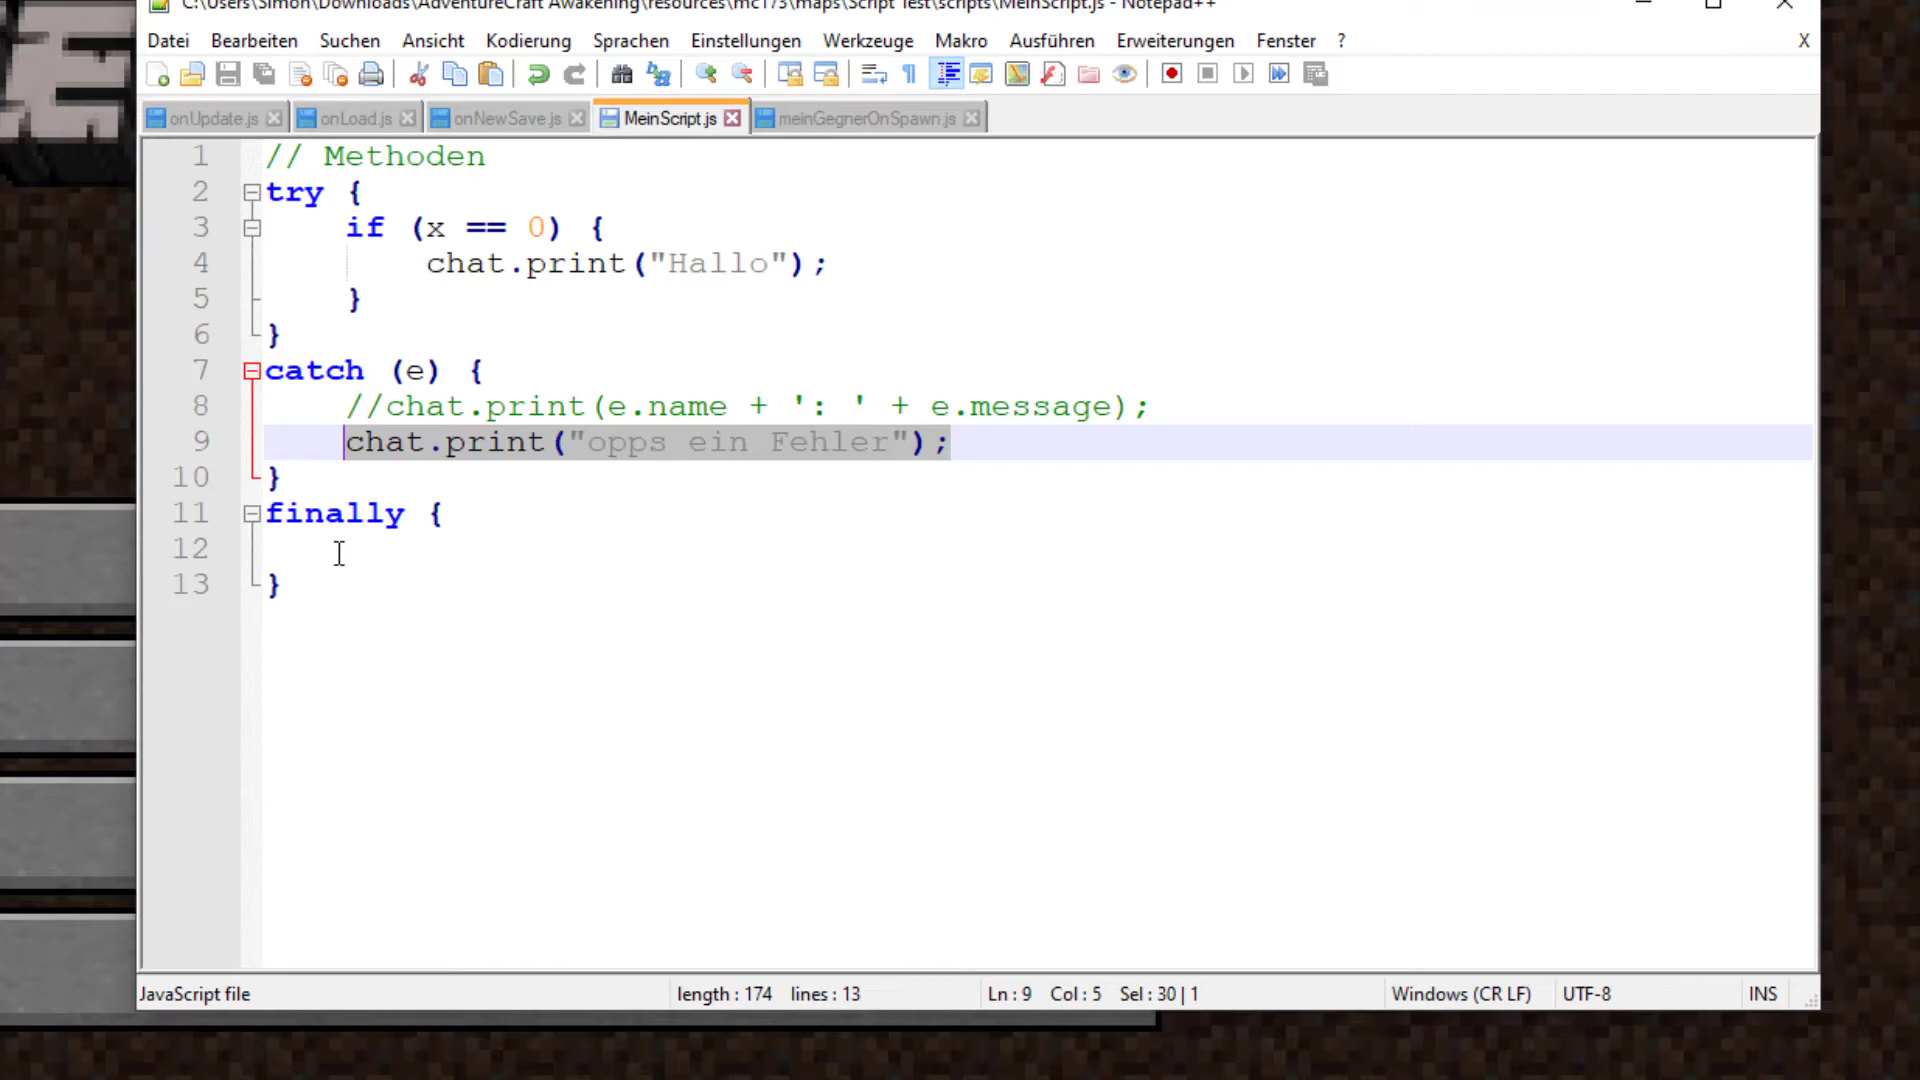 C:\Users\Simon\Downloads\AdventureCraft Awakening\resources\mc173\maps\Script Test\scripts\MeinScript.js - Notepad++
Datei Bearbeiten Suchen Ansicht Kodierung Sprachen Einstellungen Werkzeuge Makro Ausführen Erweiterungen Fenster ? X
onUpdate.js onLoad.js onNewSave.js MeinScript.js meinGegnerOnSpawn.js
1 // Methoden
2 try {
3 if (x == 0) {
4 chat.print("Hallo");
5 }
6 }
7 catch (e) {
8 //chat.print(e.name + ': ' + e.message);
9 chat.print("opps ein Fehler");
10 }
11 finally {
12
13 }
JavaScript file length : 174 lines : 13 Ln : 9 Col : 5 Sel : 30 | 1 Windows (CR LF) UTF-8 INS